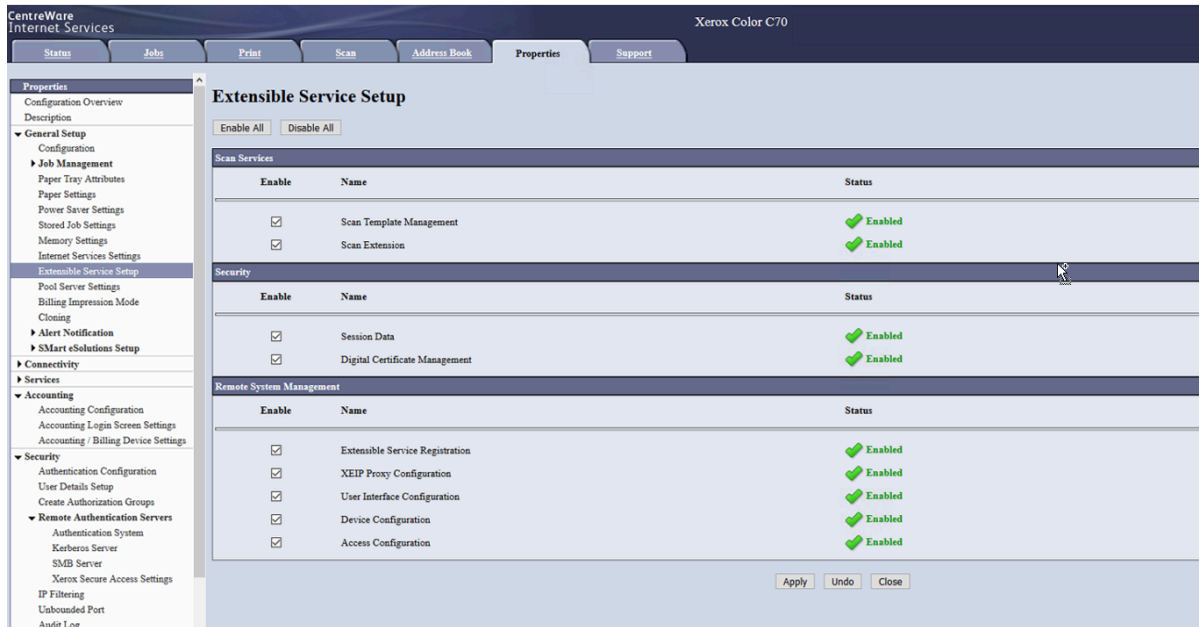 CentreWare
Internet Services
Xerox Color C70
Status Jobs Print Scan Address Book Properties Support
Properties
Configuration Overview
Description
General Setup
Configuration
Job Management
Paper Tray Attributes
Paper Settings
Power Saver Settings
Stored Job Settings
Memory Settings
Internet Services Settings
Extensible Service Setup
Pool Server Settings
Billing Impression Mode
Cloning
Alert Notification
SMart eSolutions Setup
Connectivity
Services
Accounting
Accounting Configuration
Accounting Login Screen Settings
Accounting / Billing Device Settings
Security
Authentication Configuration
User Details Setup
Create Authorization Groups
Remote Authentication Servers
Authentication System
Kerberos Server
SMB Server
Xerox Secure Access Settings
IP Filtering
Unbounded Port
Audit Log
Extensible Service Setup
Enable All Disable All
Scan Services
Enable Name Status
Scan Template Management Enabled
Scan Extension Enabled
Security
Enable Name Status
Session Data Enabled
Digital Certificate Management Enabled
Remote System Management
Enable Name Status
Extensible Service Registration Enabled
XEIP Proxy Configuration Enabled
User Interface Configuration Enabled
Device Configuration Enabled
Access Configuration Enabled
Apply Undo Close